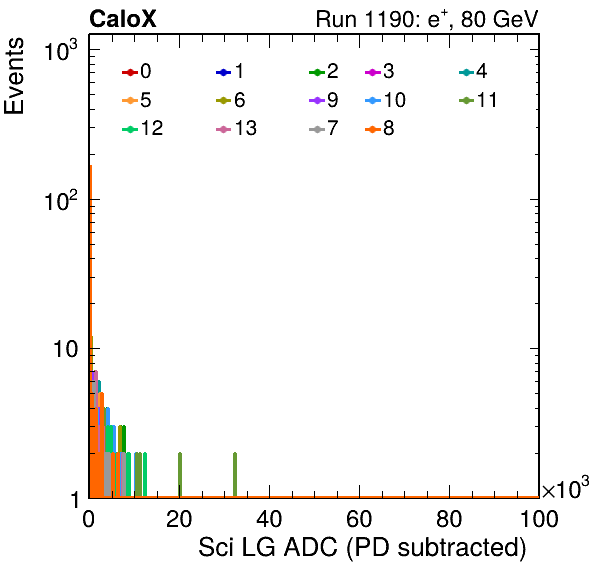 CaloX Run 1190: e⁺, 80 GeV
Events
10³
0 1 2 3 4
5 6 9 10 11
12 13 7 8
10²
10
1
×10³
0 20 40 60 80 100
Sci LG ADC (PD subtracted)